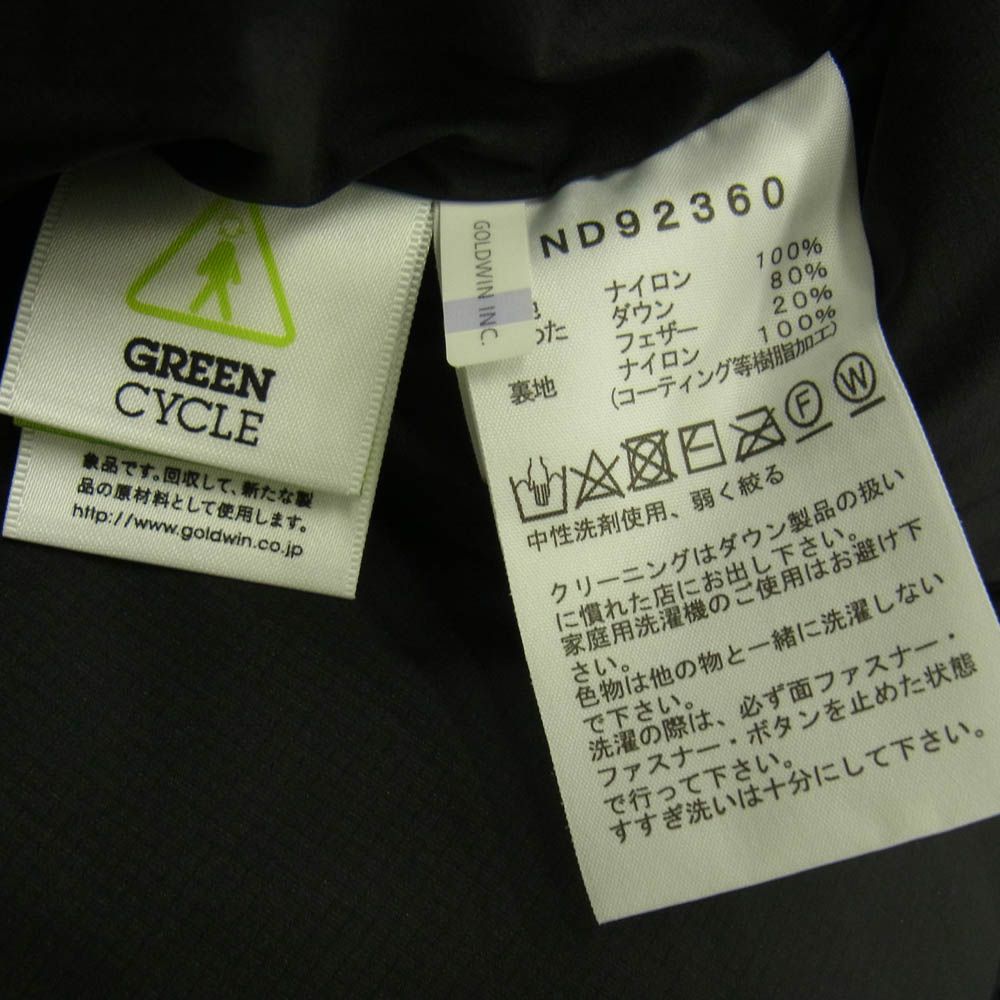 GREEN
CYCLE
象品です。回収して、新たな製
品の原材料として使用します。
http://www.goldwin.co.jp
GOLDWIN INC.
ND92360
ナイロン 100%
ダウン 80%
フェザー 20%
裏地 ナイロン 100%
(コーティング等樹脂加工)
F
W
中性洗剤使用、弱く絞る
クリーニングはダウン製品の扱い
に慣れた店にお出し下さい。
家庭用洗濯機のご使用はお避け下
さい。
色物は他の物と一緒に洗濯しない
で下さい。
洗濯の際は、必ず面ファスナー・
ファスナー・ボタンを止めた状態
で行って下さい。
すすぎ洗いは十分にして下さい。